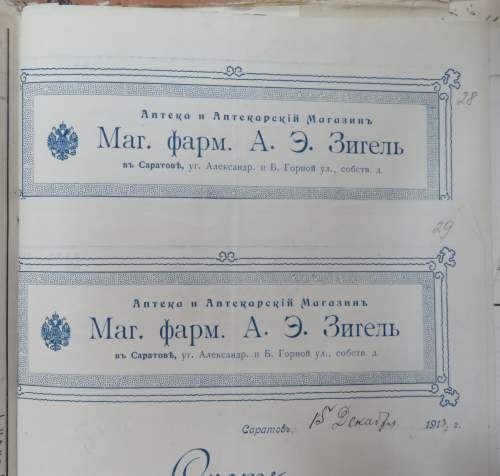 28
Аптека и Аптекарскій Магазинъ
Маг. фарм. А. Э. Зигель
въ Саратовѣ, уг. Александр. и Б. Горной ул., собств. д.
29
Аптека и Аптекарскій Магазинъ
Маг. фарм. А. Э. Зигель
въ Саратовѣ, уг. Александр. и Б. Горной ул., собств. д.
Саратовъ, 15 Декабря 191 г.